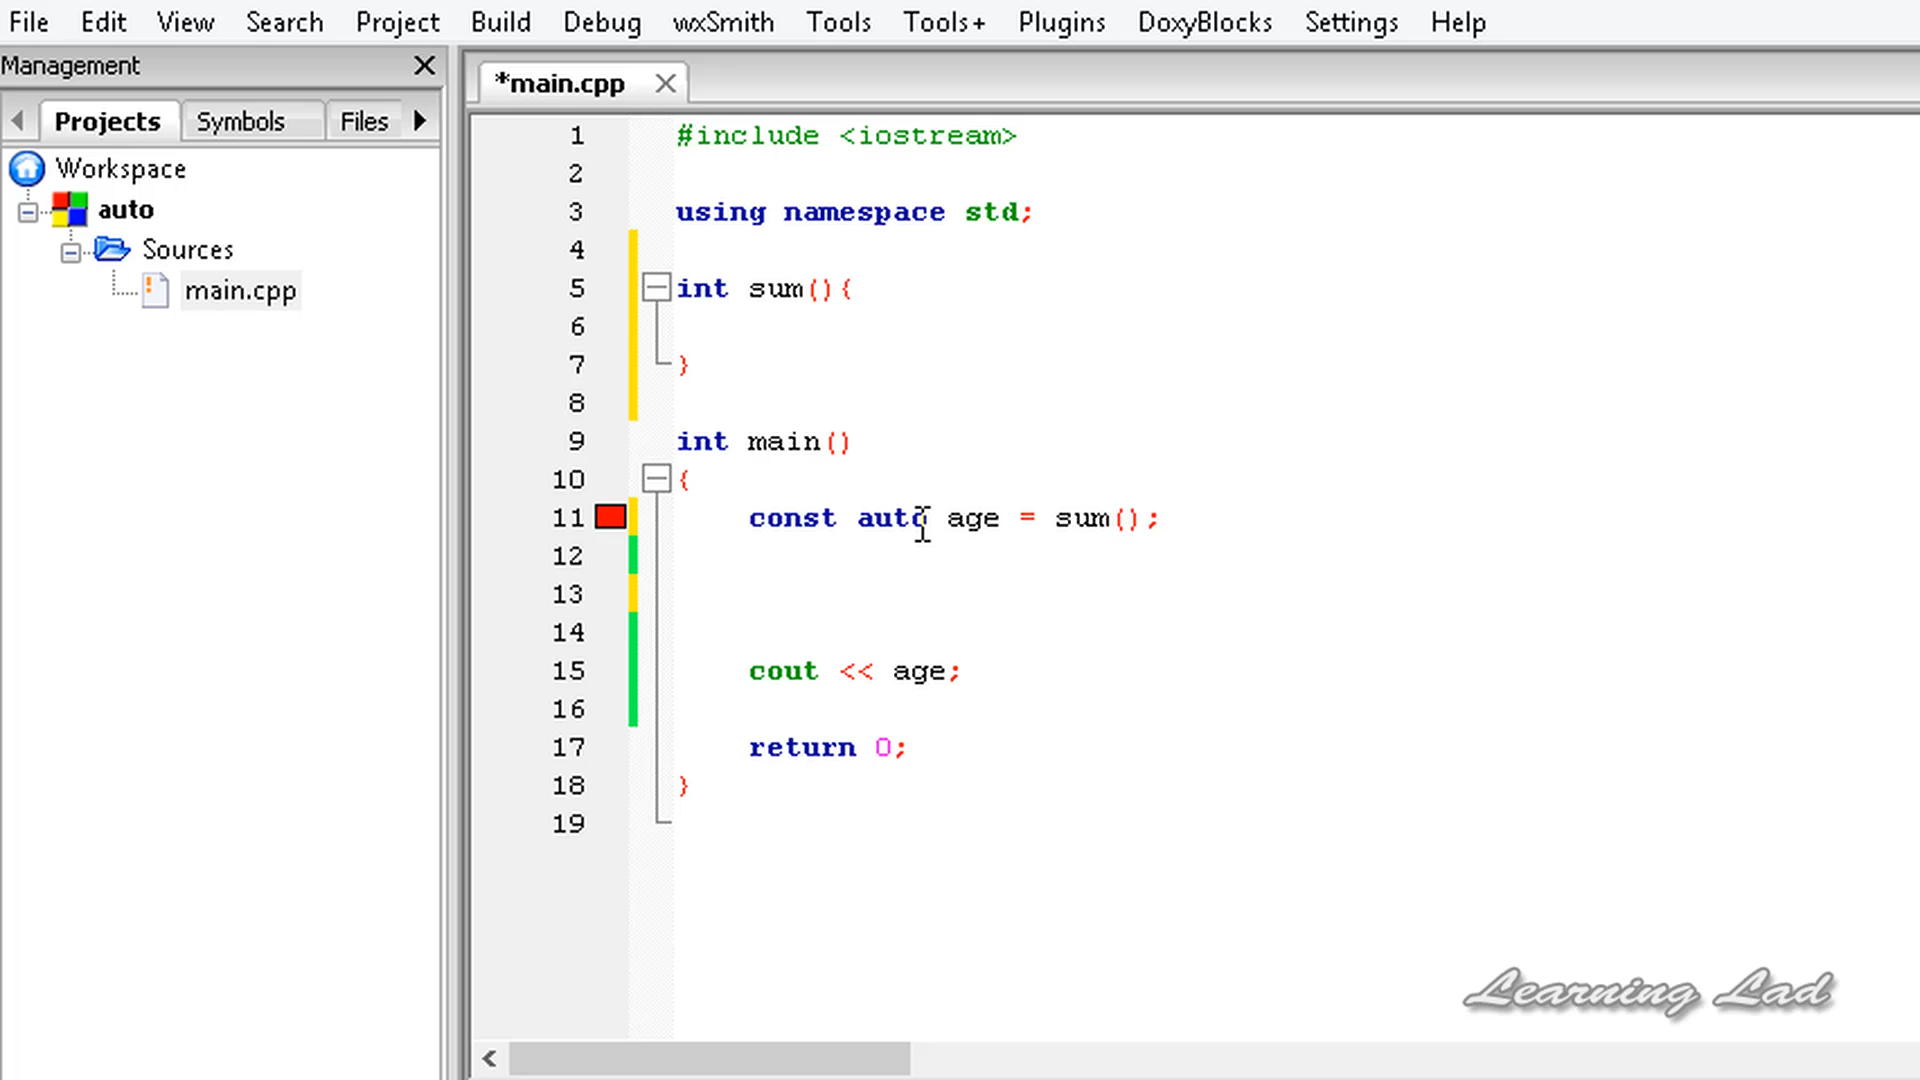 File Edit View Search Project Build Debug wxSmith Tools Tools+ Plugins DoxyBlocks Settings Help
Management
*main.cpp
Projects Symbols Files
Workspace
auto
Sources
main.cpp
1 #include <iostream>
2
3 using namespace std;
4
5 int sum(){
6
7 }
8
9 int main()
10 {
11 const auto age = sum();
12
13
14
15 cout << age;
16
17 return 0;
18 }
19
Learning Lad